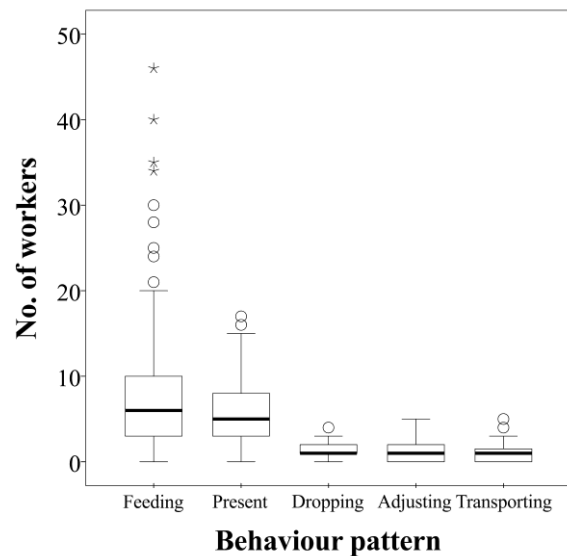 No. of workers
50
40
30
20
10
0
Feeding Present Dropping Adjusting Transporting
Behaviour pattern